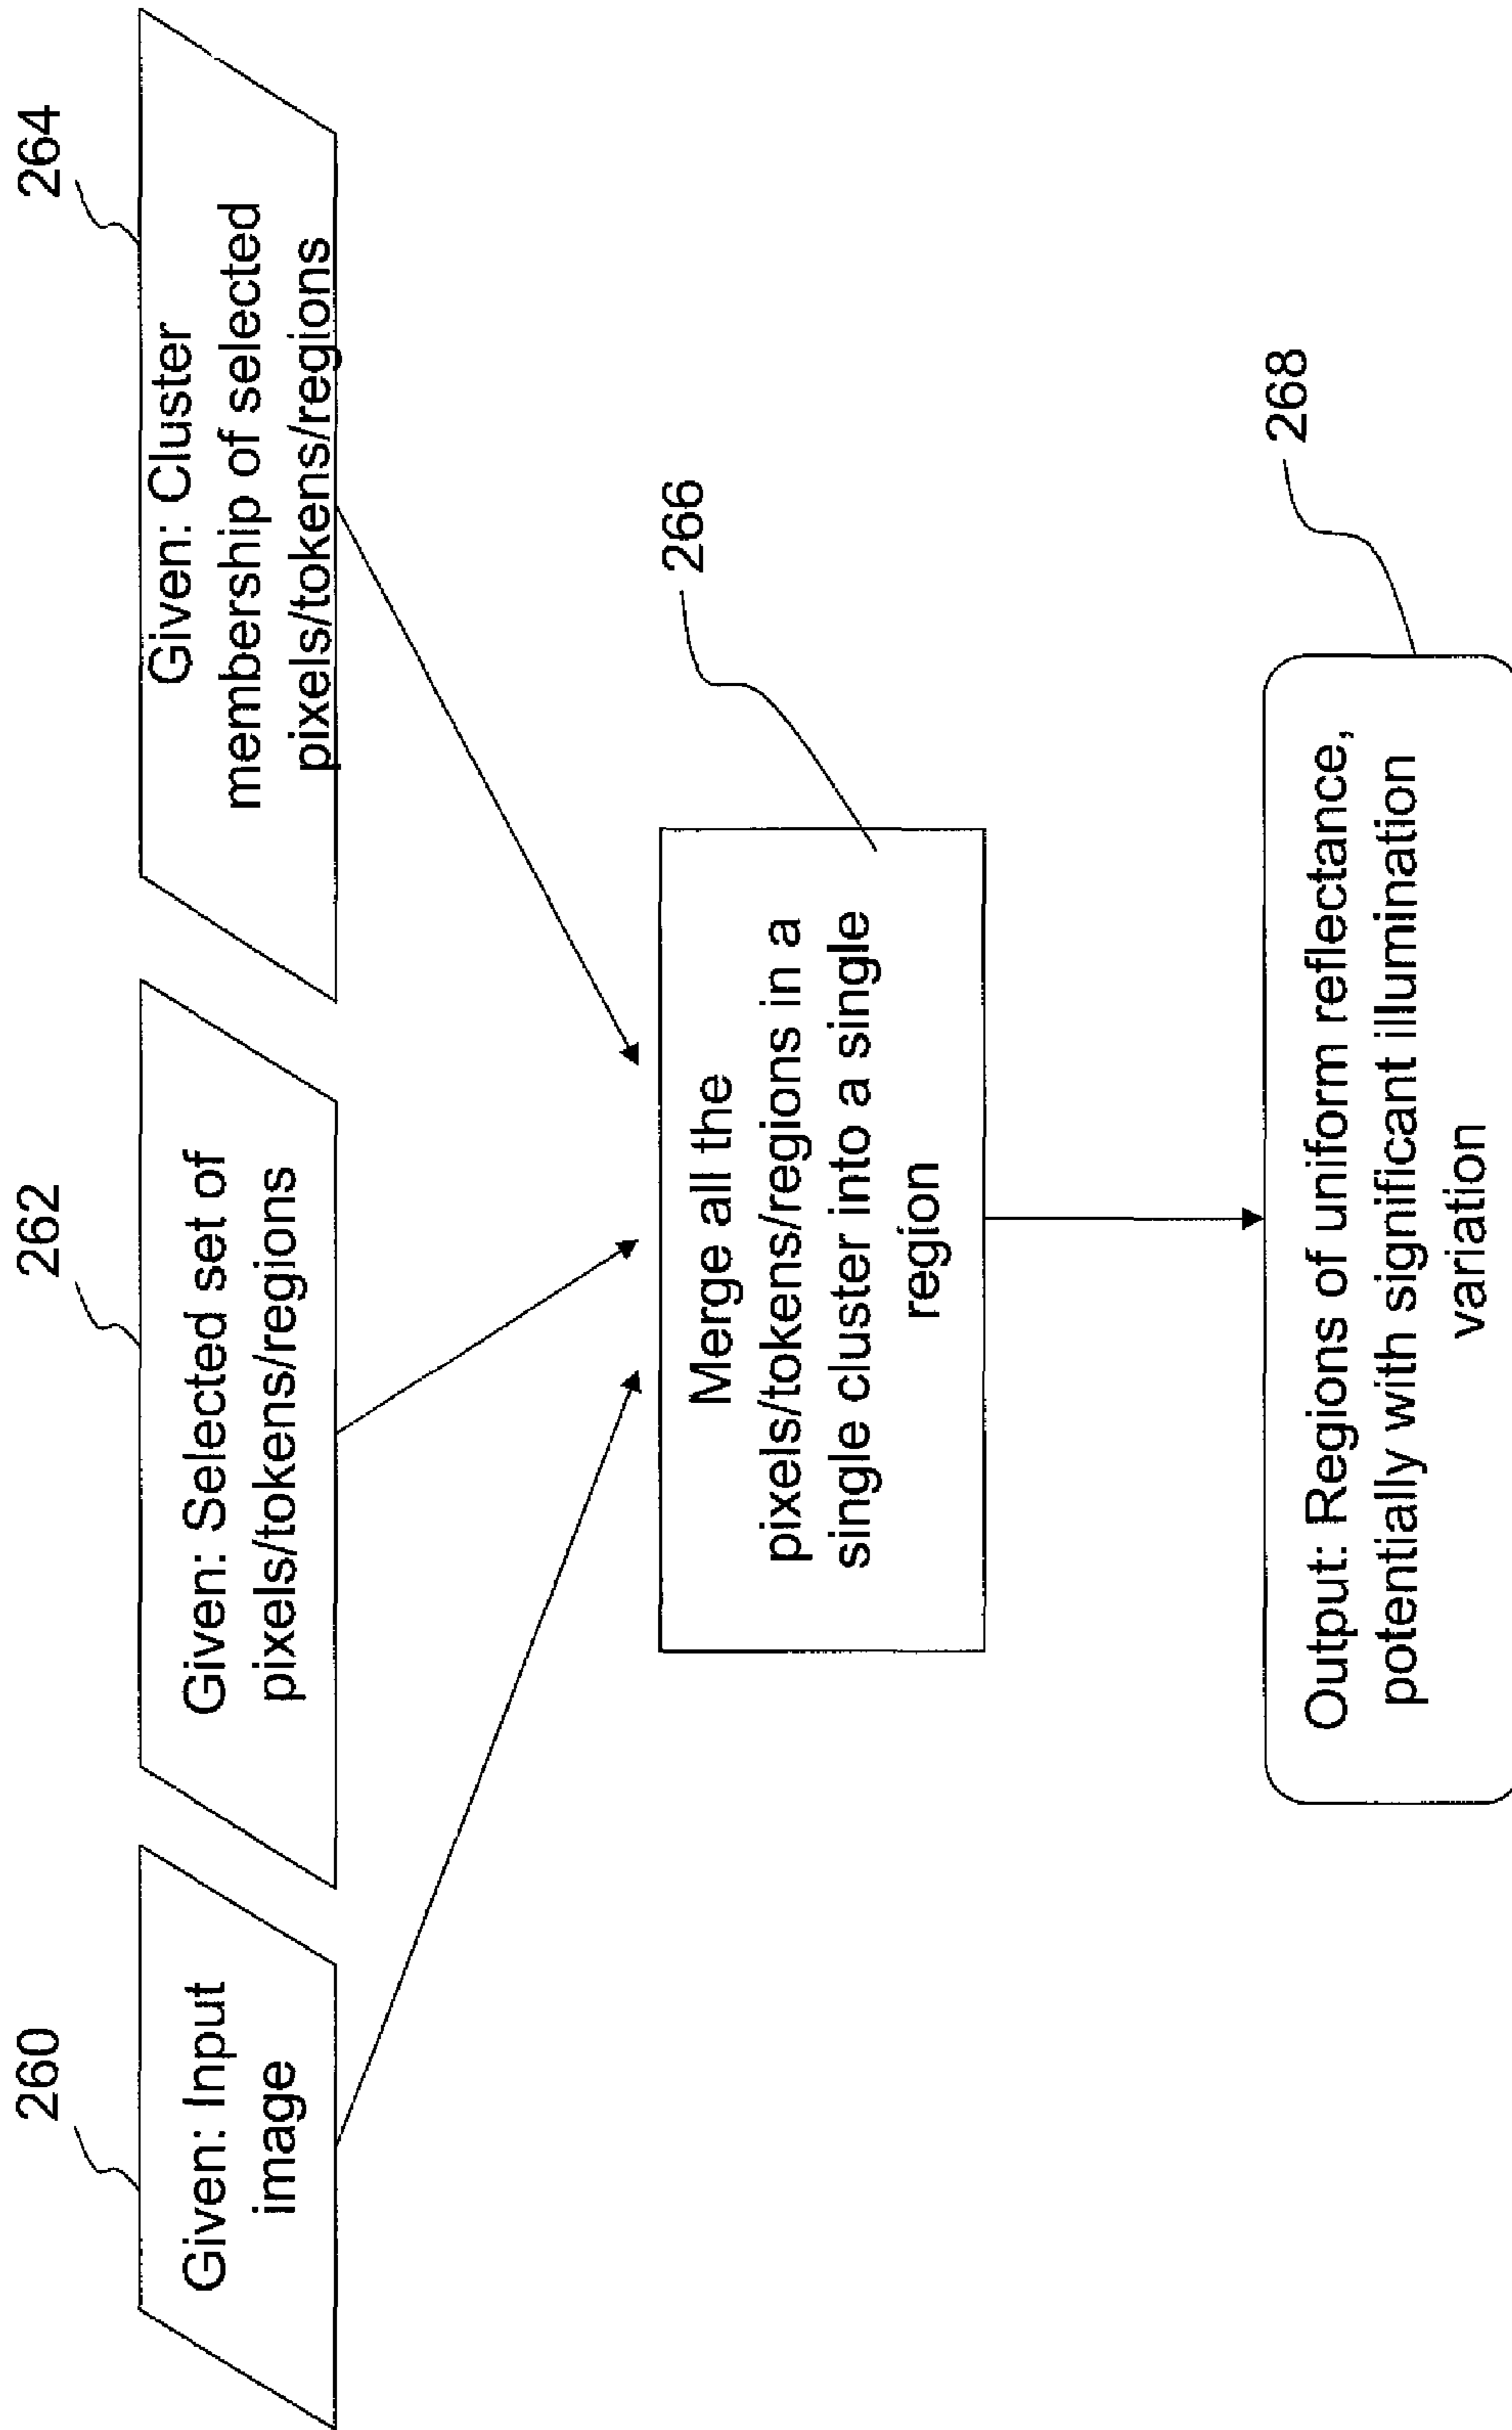 260
Given: Input
image
262
Given: Selected set of
pixels/tokens/regions
264
Given: Cluster
membership of selected
pixels/tokens/regions
266
Merge all the
pixels/tokens/regions in a
single cluster into a single
region
268
Output: Regions of uniform reflectance,
potentially with significant illumination
variation